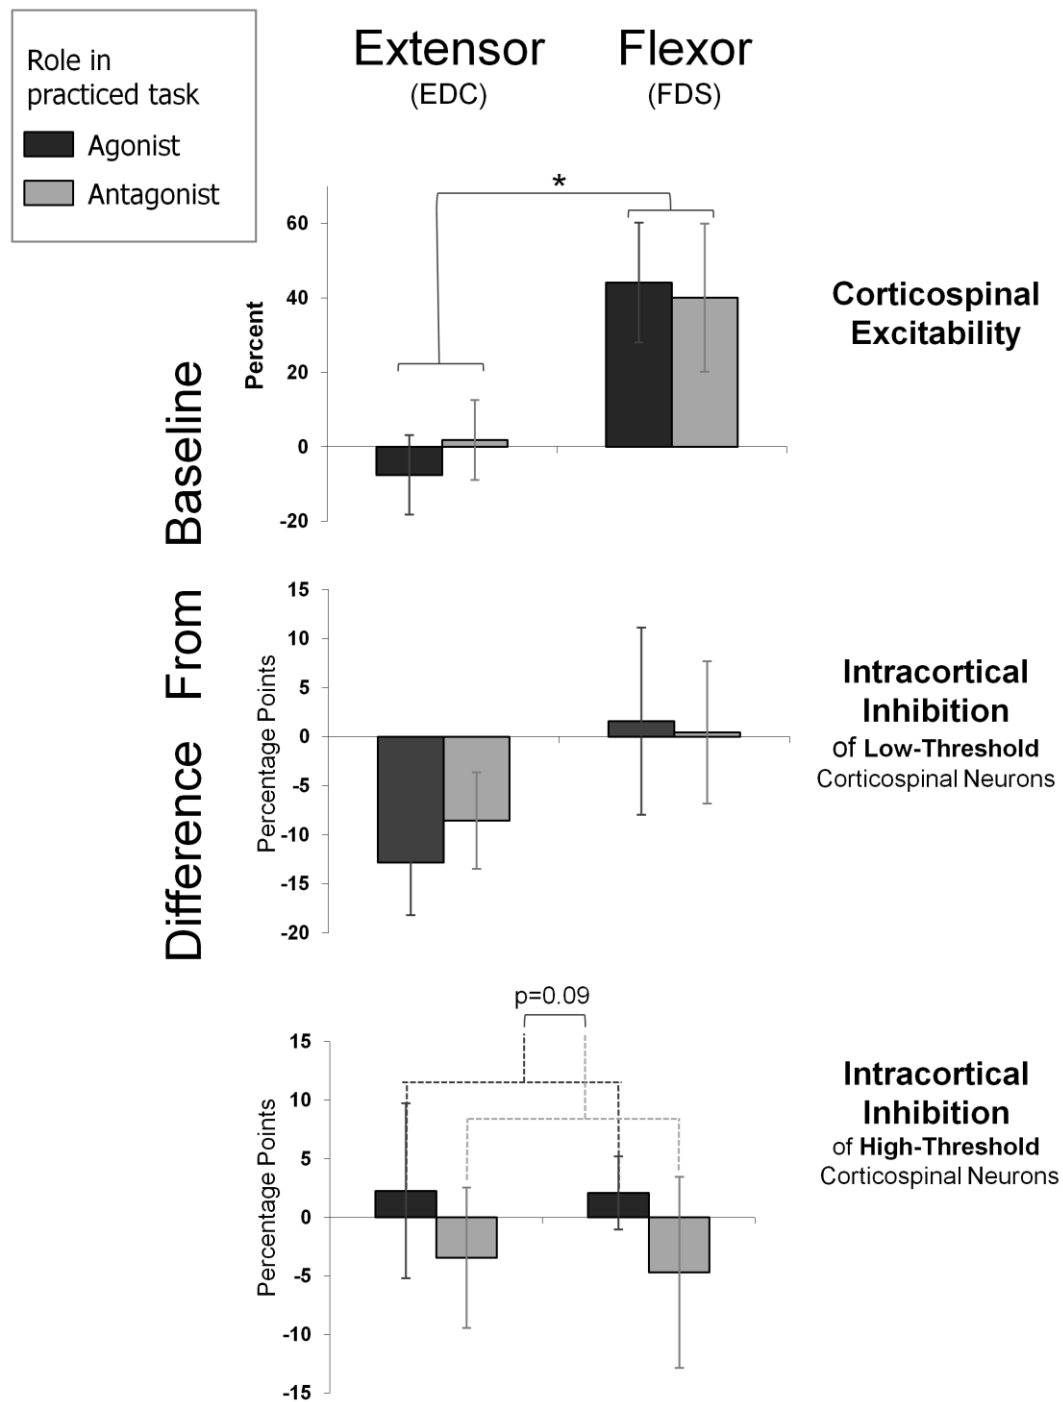 Role in
practiced task
Agonist
Antagonist
Extensor
(EDC)
Flexor
(FDS)
Difference From Baseline
*
Percent
60
40
20
0
-20
Corticospinal
Excitability
Percentage Points
15
10
5
0
-5
-10
-15
-20
Intracortical
Inhibition
of Low-Threshold
Corticospinal Neurons
p=0.09
Percentage Points
15
10
5
0
-5
-10
-15
Intracortical
Inhibition
of High-Threshold
Corticospinal Neurons